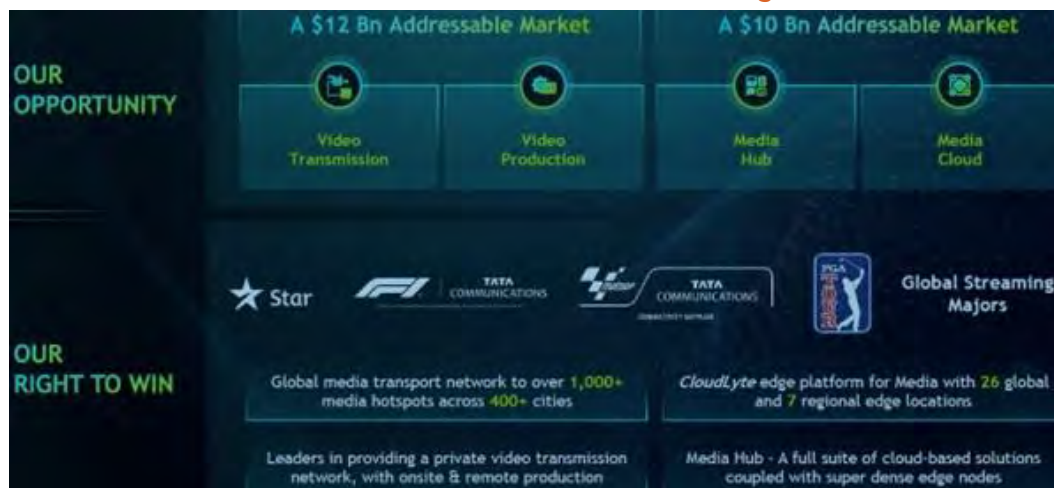 A $12 Bn Addressable Market
A $10 Bn Addressable Market
OUR
OPPORTUNITY
Video
Transmission
Video
Production
Media
Hub
Media
Cloud
Star
F1
TATA
COMMUNICATIONS
TATA
COMMUNICATIONS
PGA
TOUR
Global Streaming
Majors
OUR
RIGHT TO WIN
Global media transport network to over 1,000+
media hotspots across 400+ cities
CloudLyte edge platform for Media with 26 global
and 7 regional edge locations
Leaders in providing a private video transmission
network, with onsite & remote production
Media Hub - A full suite of cloud-based solutions
coupled with super dense edge nodes